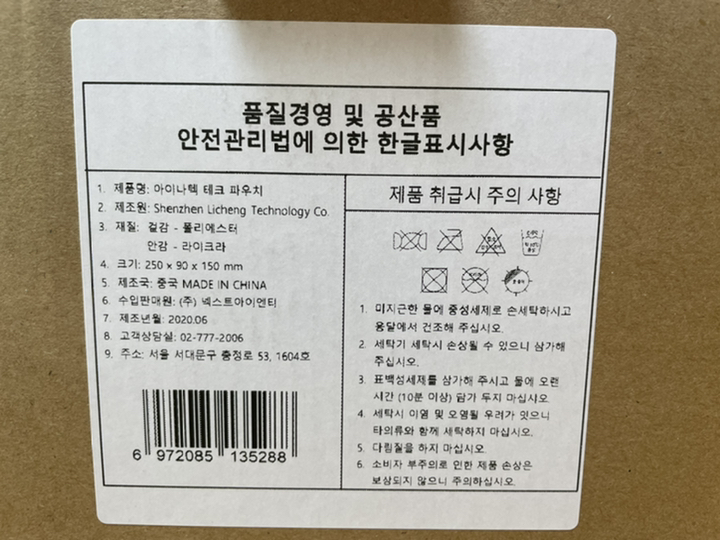 품질경영 및 공산품
안전관리법에 의한 한글표시사항
1. 제품명: 아이나텍 테크 파우치
2. 제조원: Shenzhen Licheng Technology Co.
3. 재질: 겉감 - 폴리에스터
안감 - 라이크라
4. 크기: 250 x 90 x 150 mm
5. 제조국: 중국 MADE IN CHINA
6. 수입판매원: (주) 넥스트아이엔티
7. 제조년월: 2020.06
8. 고객상담실: 02-777-2006
9. 주소: 서울 서대문구 충정로 53, 1604호
6 972085 135288
제품 취급시 주의 사항
1. 미지근한 물에 중성세제로 손세탁하시고
응달에서 건조해 주십시오.
2. 세탁기 세탁시 손상될 수 있으니 삼가해
주십시오.
3. 표백성세제를 삼가해 주시고 물에 오랜
시간 (10분 이상) 담가 두지 마십시오.
4. 세탁시 이염 및 오염될 우려가 잇으니
타의류와 함께 세탁하지 마십시오.
5. 다림질을 하지 마십시오.
6. 소비자 부주의로 인한 제품 손상은
보상되지 않으니 주의하십시오.